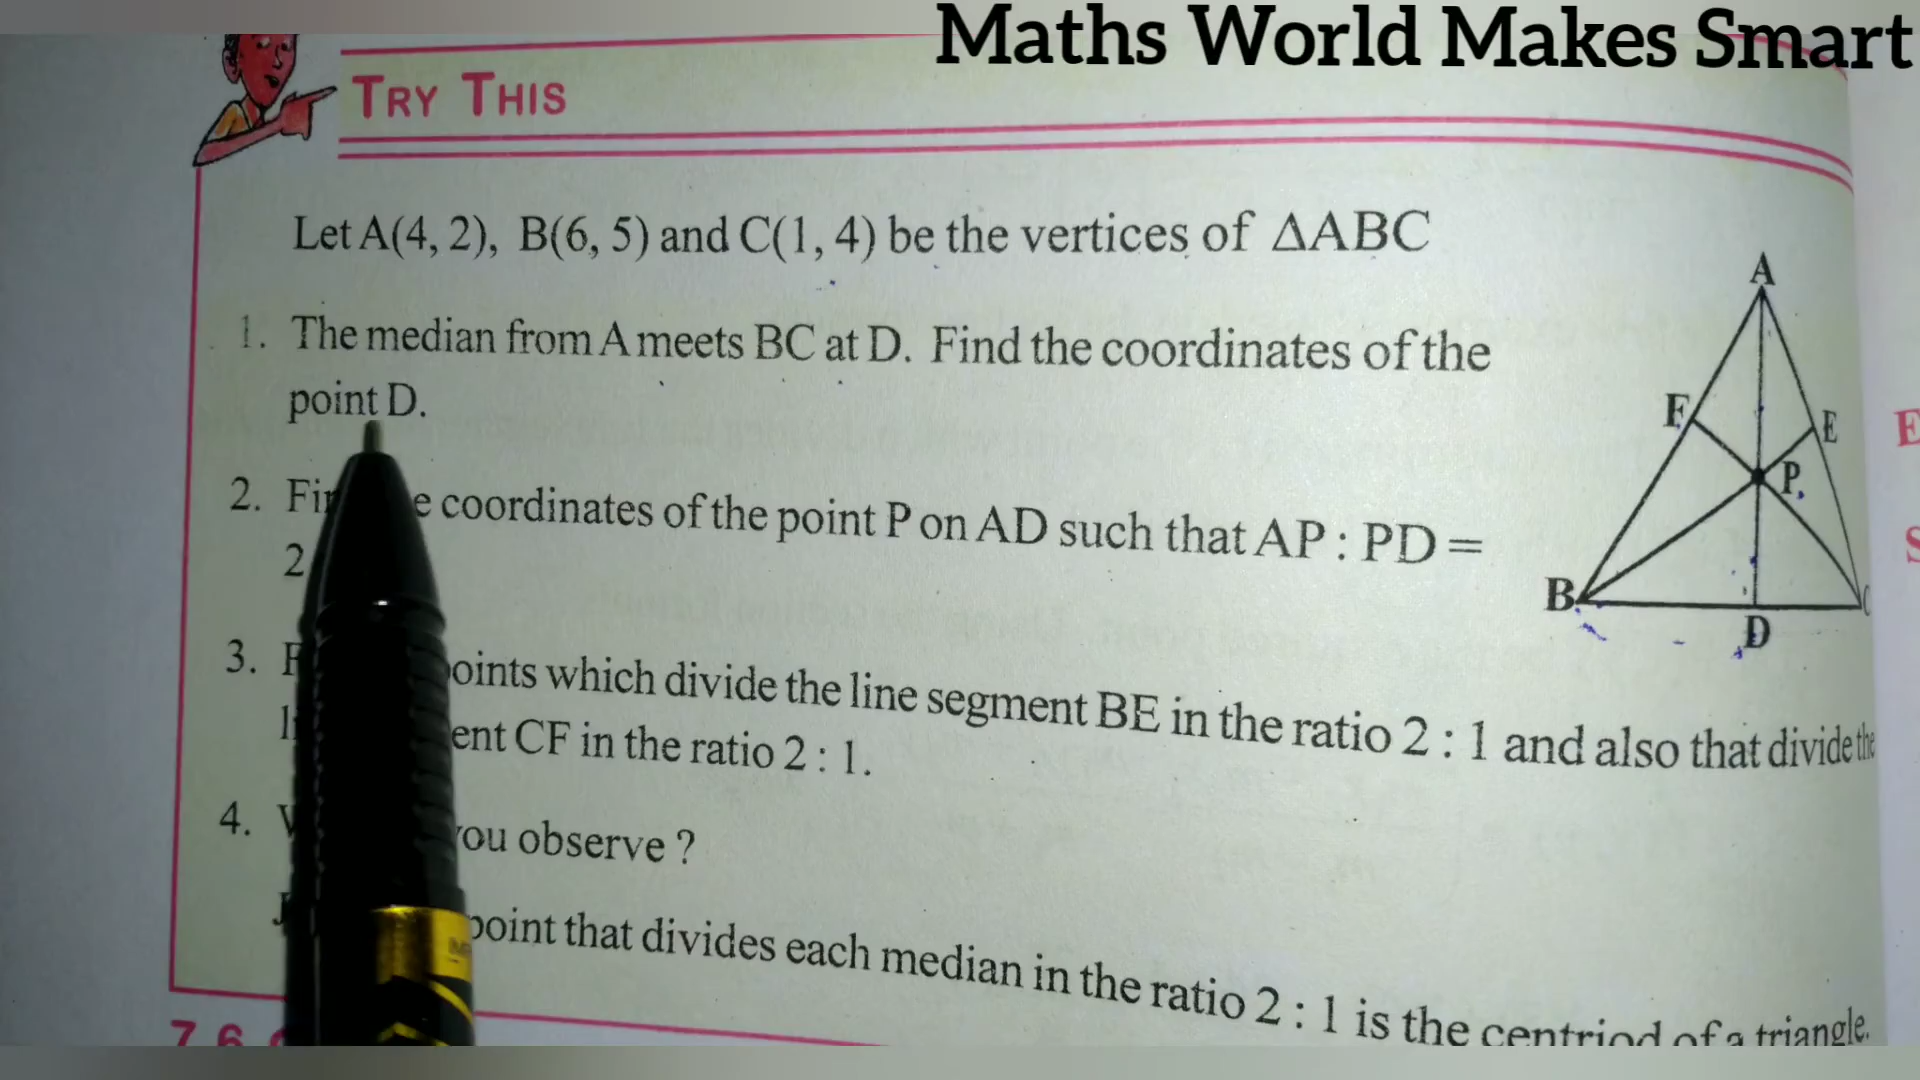 Maths World Makes Smart
TRY THIS
Let A(4, 2), B(6, 5) and C(1, 4) be the vertices of ΔABC
1. The median from A meets BC at D. Find the coordinates of the
point D.
2. coordinates of the point P on AD such that AP : PD =
2
3. which divide the line segment BE in the ratio 2 : 1 and also that divide the
CF in the ratio 2 : 1.
4. you observe ?
point that divides each median in the ratio 2 : 1 is the centriod of a triangle.
A
F
E
P
B
C
D
E
S
7.6